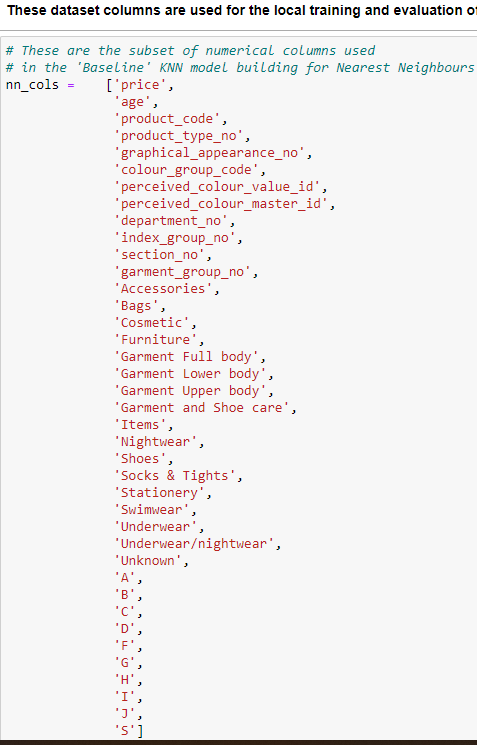 These dataset columns are used for the local training and evaluation of
# These are the subset of numerical columns used
# in the 'Baseline' KNN model building for Nearest Neighbours
nn_cols =    ['price',
'age',
'product_code',
'product_type_no',
'graphical_appearance_no',
'colour_group_code',
'perceived_colour_value_id',
'perceived_colour_master_id',
'department_no',
'index_group_no',
'section_no',
'garment_group_no',
'Accessories',
'Bags',
'Cosmetic',
'Furniture',
'Garment Full body',
'Garment Lower body',
'Garment Upper body',
'Garment and Shoe care',
'Items',
'Nightwear',
'Shoes',
'Socks & Tights',
'Stationery',
'Swimwear',
'Underwear',
'Underwear/nightwear',
'Unknown',
'A',
'B',
'C',
'D',
'F',
'G',
'H',
'I',
'J',
'S']